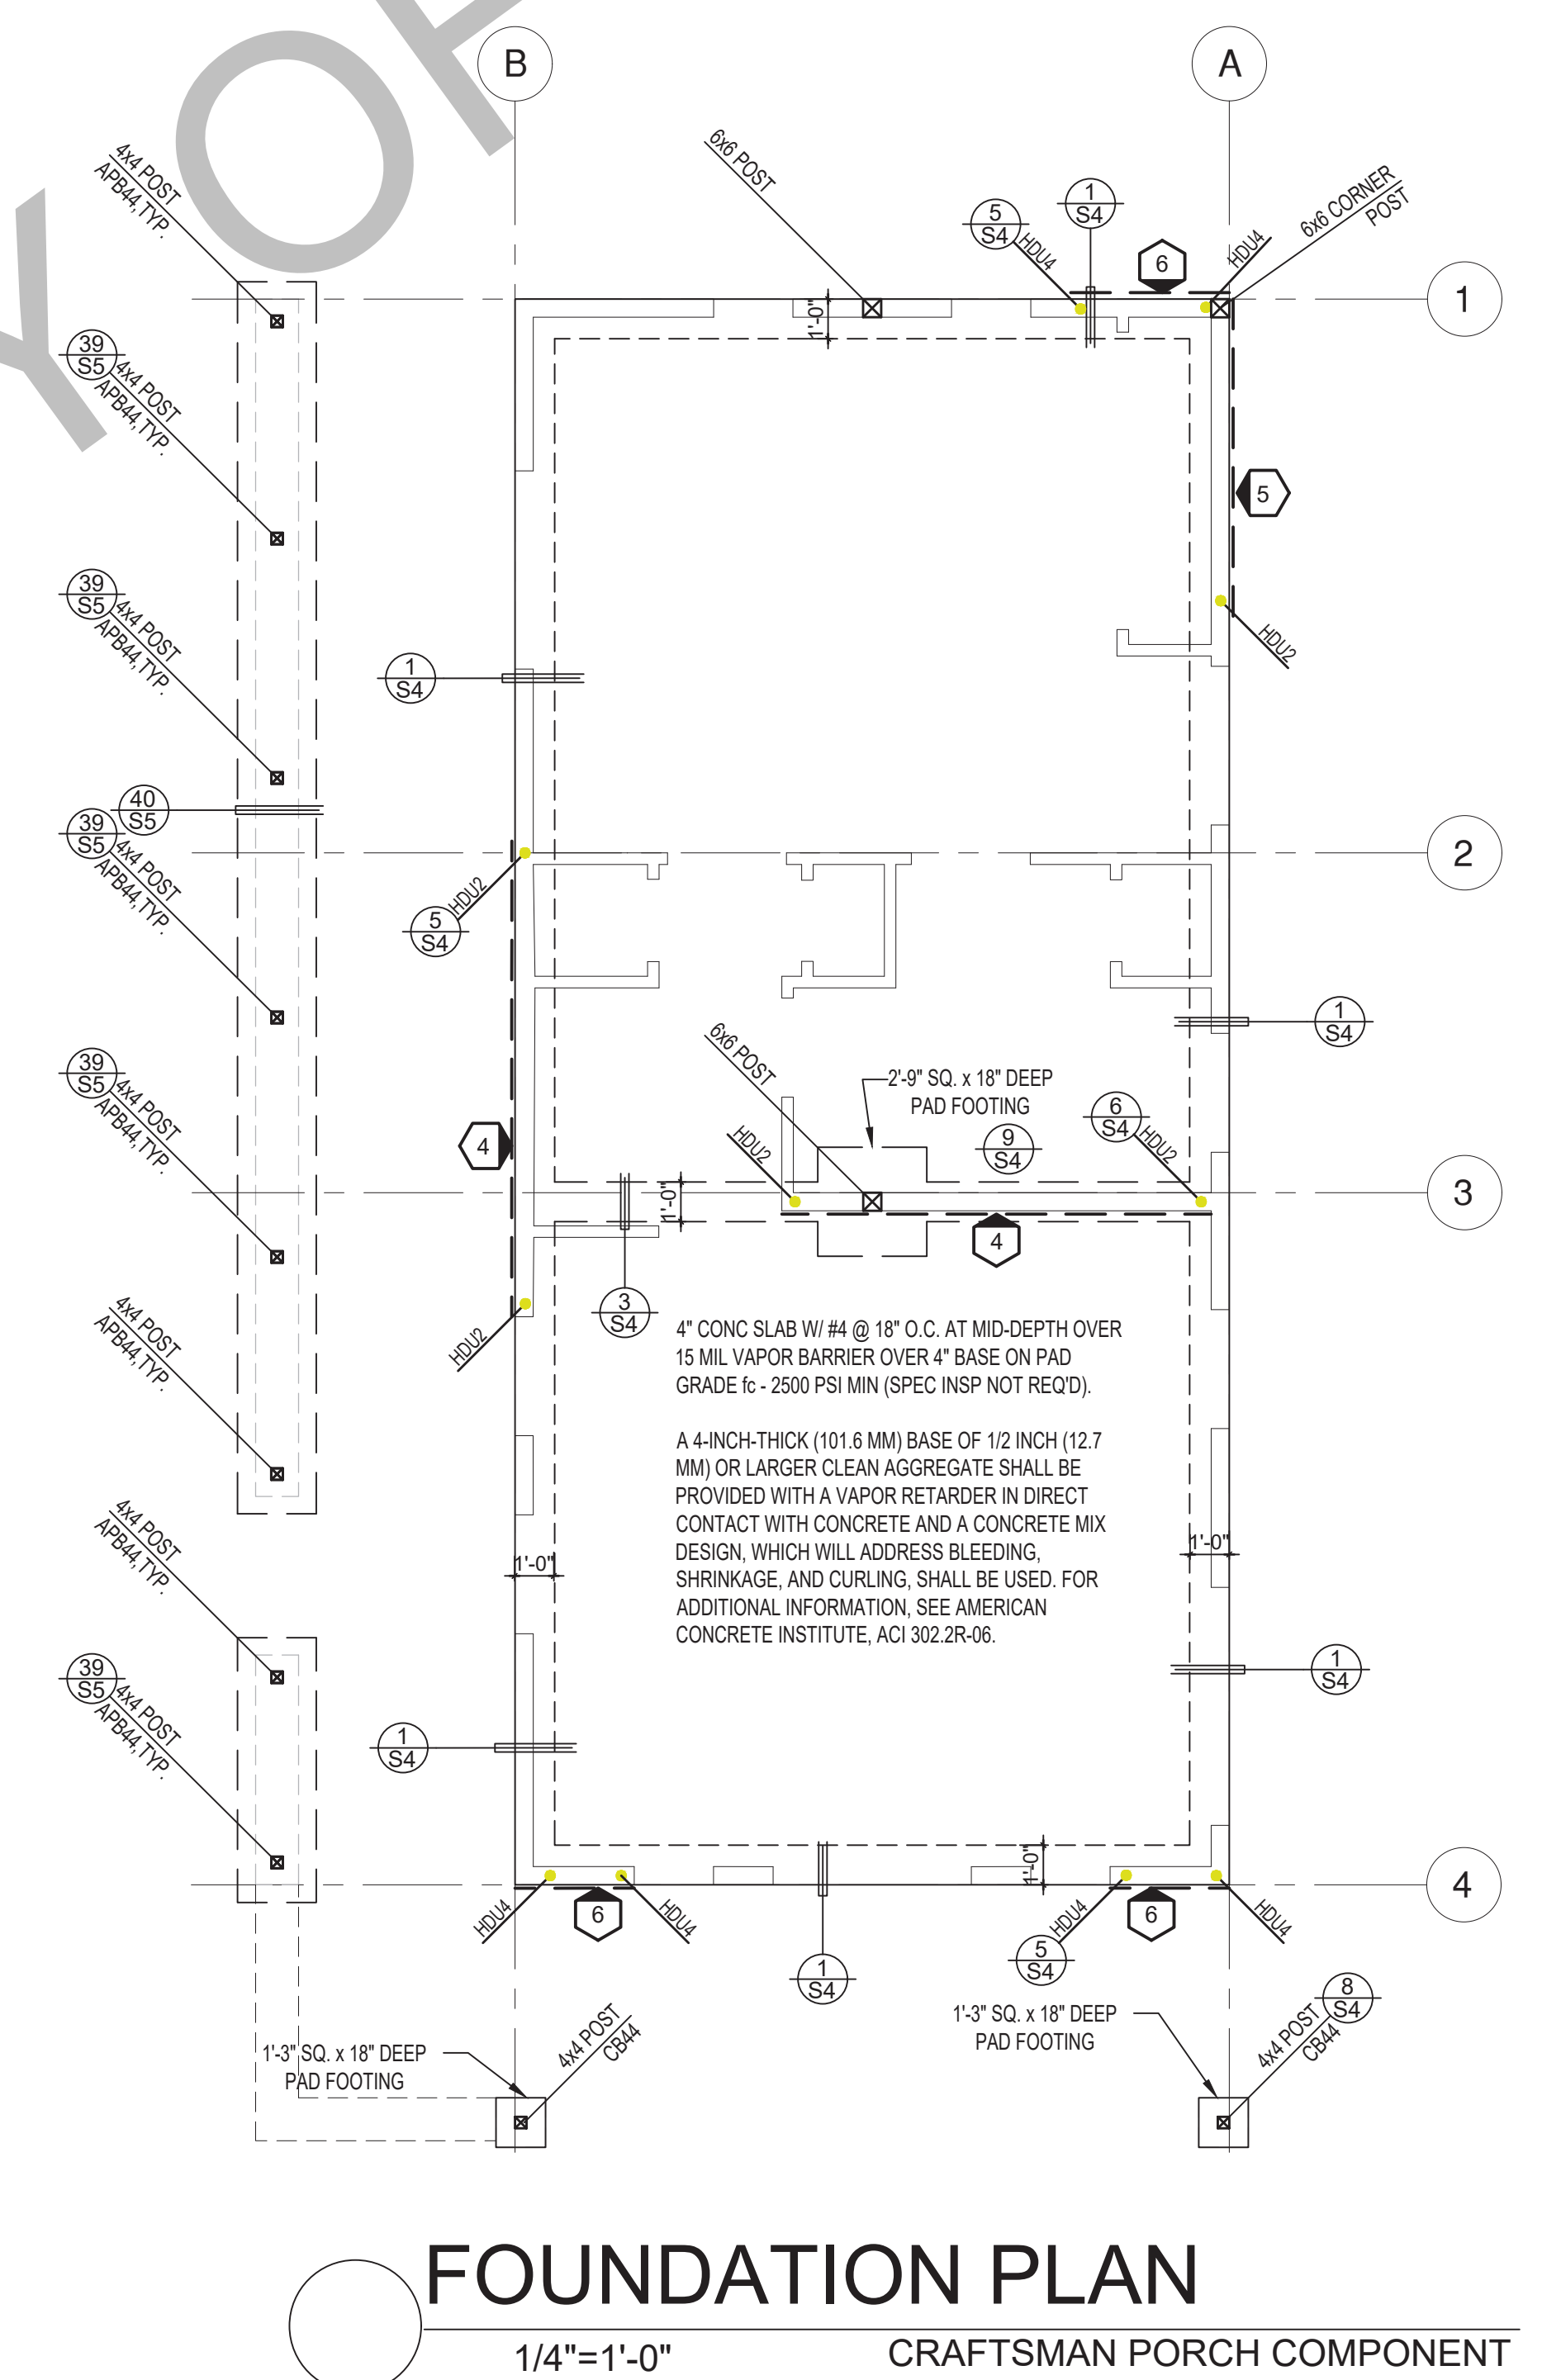 Y OR
B
A
4x4 POST
APB44,TYP.
6x6 POST
5
S4
HDU4
1
S4
6
HDU4
6x6 CORNER
POST
1
39
S5
4x4 POST
APB44,TYP.
1'-0"
5
HDU2
39
S5
4x4 POST
APB44,TYP.
1
S4
40
S5
39
S5
4x4 POST
APB44,TYP.
2
HDU2
5
S4
1
S4
39
S5
4x4 POST
APB44,TYP.
6x6 POST
2'-9" SQ. x 18" DEEP
PAD FOOTING
9
S4
6
S4
HDU2
HDU2
4
1'-0"
3
4
3
S4
HDU2
4x4 POST
APB44,TYP.
4" CONC SLAB W/ #4 @ 18" O.C. AT MID-DEPTH OVER
15 MIL VAPOR BARRIER OVER 4" BASE ON PAD
GRADE fc - 2500 PSI MIN (SPEC INSP NOT REQ'D).
A 4-INCH-THICK (101.6 MM) BASE OF 1/2 INCH (12.7
MM) OR LARGER CLEAN AGGREGATE SHALL BE
PROVIDED WITH A VAPOR RETARDER IN DIRECT
CONTACT WITH CONCRETE AND A CONCRETE MIX
DESIGN, WHICH WILL ADDRESS BLEEDING,
SHRINKAGE, AND CURLING, SHALL BE USED. FOR
ADDITIONAL INFORMATION, SEE AMERICAN
CONCRETE INSTITUTE, ACI 302.2R-06.
4x4 POST
APB44,TYP.
1'-0"
1'-0"
39
S5
4x4 POST
APB44,TYP.
1
S4
1
S4
1'-0"
4
HDU4
6
HDU4
HDU4
6
HDU4
5
S4
1
S4
1'-3" SQ. x 18" DEEP
PAD FOOTING
4x4 POST
CB44
1'-3" SQ. x 18" DEEP
PAD FOOTING
4x4 POST
CB44
8
S4
FOUNDATION PLAN
1/4"=1'-0"
CRAFTSMAN PORCH COMPONENT